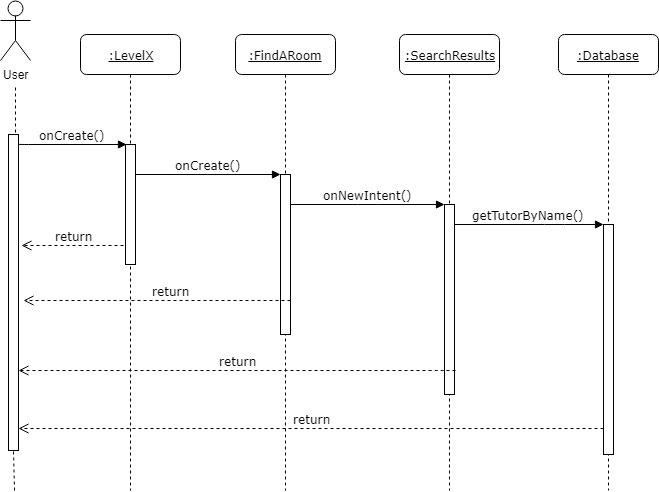 :LevelX
:FindARoom
:SearchResults
:Database
User
onCreate()
onCreate()
onNewIntent()
getTutorByName()
return
return
return
return